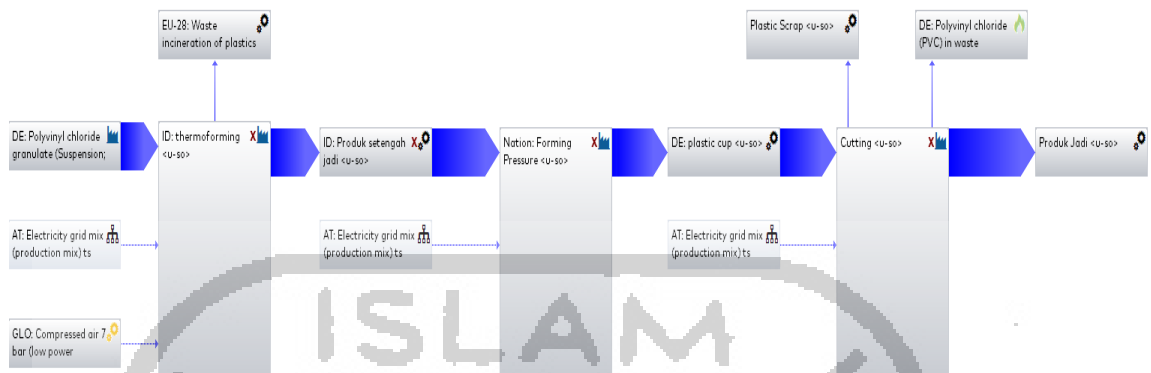 EU-28: Waste
incineration of plastics
Plastic Scrap <u-so>
DE: Polyvinyl chloride
(PVC) in waste
DE: Polyvinyl chloride
granulate (Suspension;
ID: thermoforming
<u-so>
ID: Produk setengah
jadi <u-so>
Nation: Forming
Pressure <u-so>
DE: plastic cup <u-so>
Cutting <u-so>
Produk Jadi <u-so>
AT: Electricity grid mix
(production mix) ts
AT: Electricity grid mix
(production mix) ts
AT: Electricity grid mix
(production mix) ts
GLO: Compressed air 7
bar (low power
ISLAM